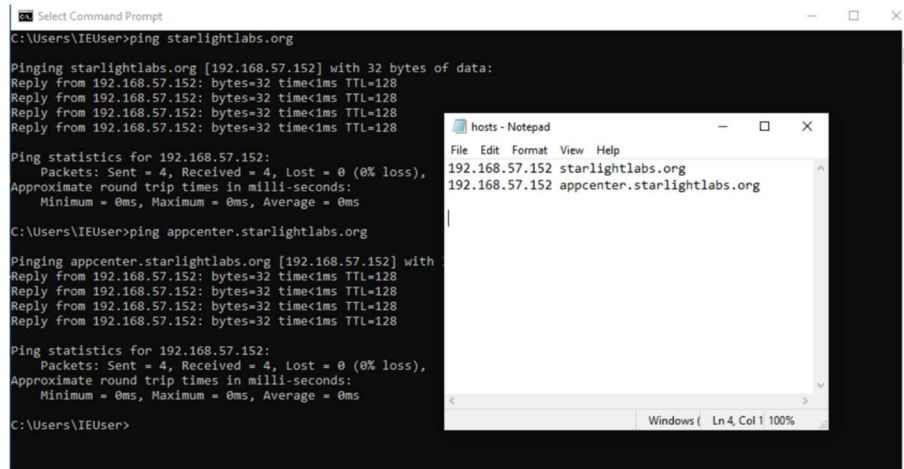 Select Command Prompt
C:\Users\IEUser>ping starlightlabs.org
Pinging starlightlabs.org [192.168.57.152] with 32 bytes of data:
Reply from 192.168.57.152: bytes=32 time<1ms TTL=128
Reply from 192.168.57.152: bytes=32 time<1ms TTL=128
Reply from 192.168.57.152: bytes=32 time<1ms TTL=128
Reply from 192.168.57.152: bytes=32 time<1ms TTL=128
Ping statistics for 192.168.57.152:
Packets: Sent = 4, Received = 4, Lost = 0 (0% loss),
Approximate round trip times in milli-seconds:
Minimum = 0ms, Maximum = 0ms, Average = 0ms
C:\Users\IEUser>ping appcenter.starlightlabs.org
Pinging appcenter.starlightlabs.org [192.168.57.152] with
Reply from 192.168.57.152: bytes=32 time<1ms TTL=128
Reply from 192.168.57.152: bytes=32 time<1ms TTL=128
Reply from 192.168.57.152: bytes=32 time<1ms TTL=128
Reply from 192.168.57.152: bytes=32 time<1ms TTL=128
Ping statistics for 192.168.57.152:
Packets: Sent = 4, Received = 4, Lost = 0 (0% loss),
Approximate round trip times in milli-seconds:
Minimum = 0ms, Maximum = 0ms, Average = 0ms
C:\Users\IEUser>
hosts - Notepad
File Edit Format View Help
192.168.57.152 starlightlabs.org
192.168.57.152 appcenter.starlightlabs.org
Windows ( Ln 4, Col 1 100%